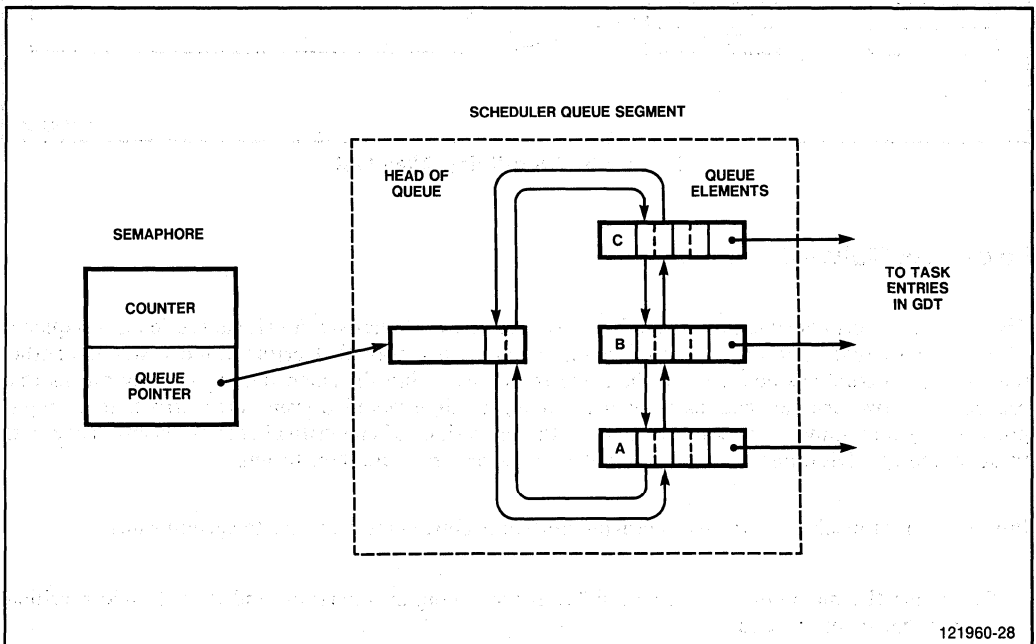 SCHEDULER QUEUE SEGMENT
HEAD OF
QUEUE
QUEUE
ELEMENTS
SEMAPHORE
COUNTER
QUEUE
POINTER
C
B
A
TO TASK
ENTRIES
IN GDT
121960-28